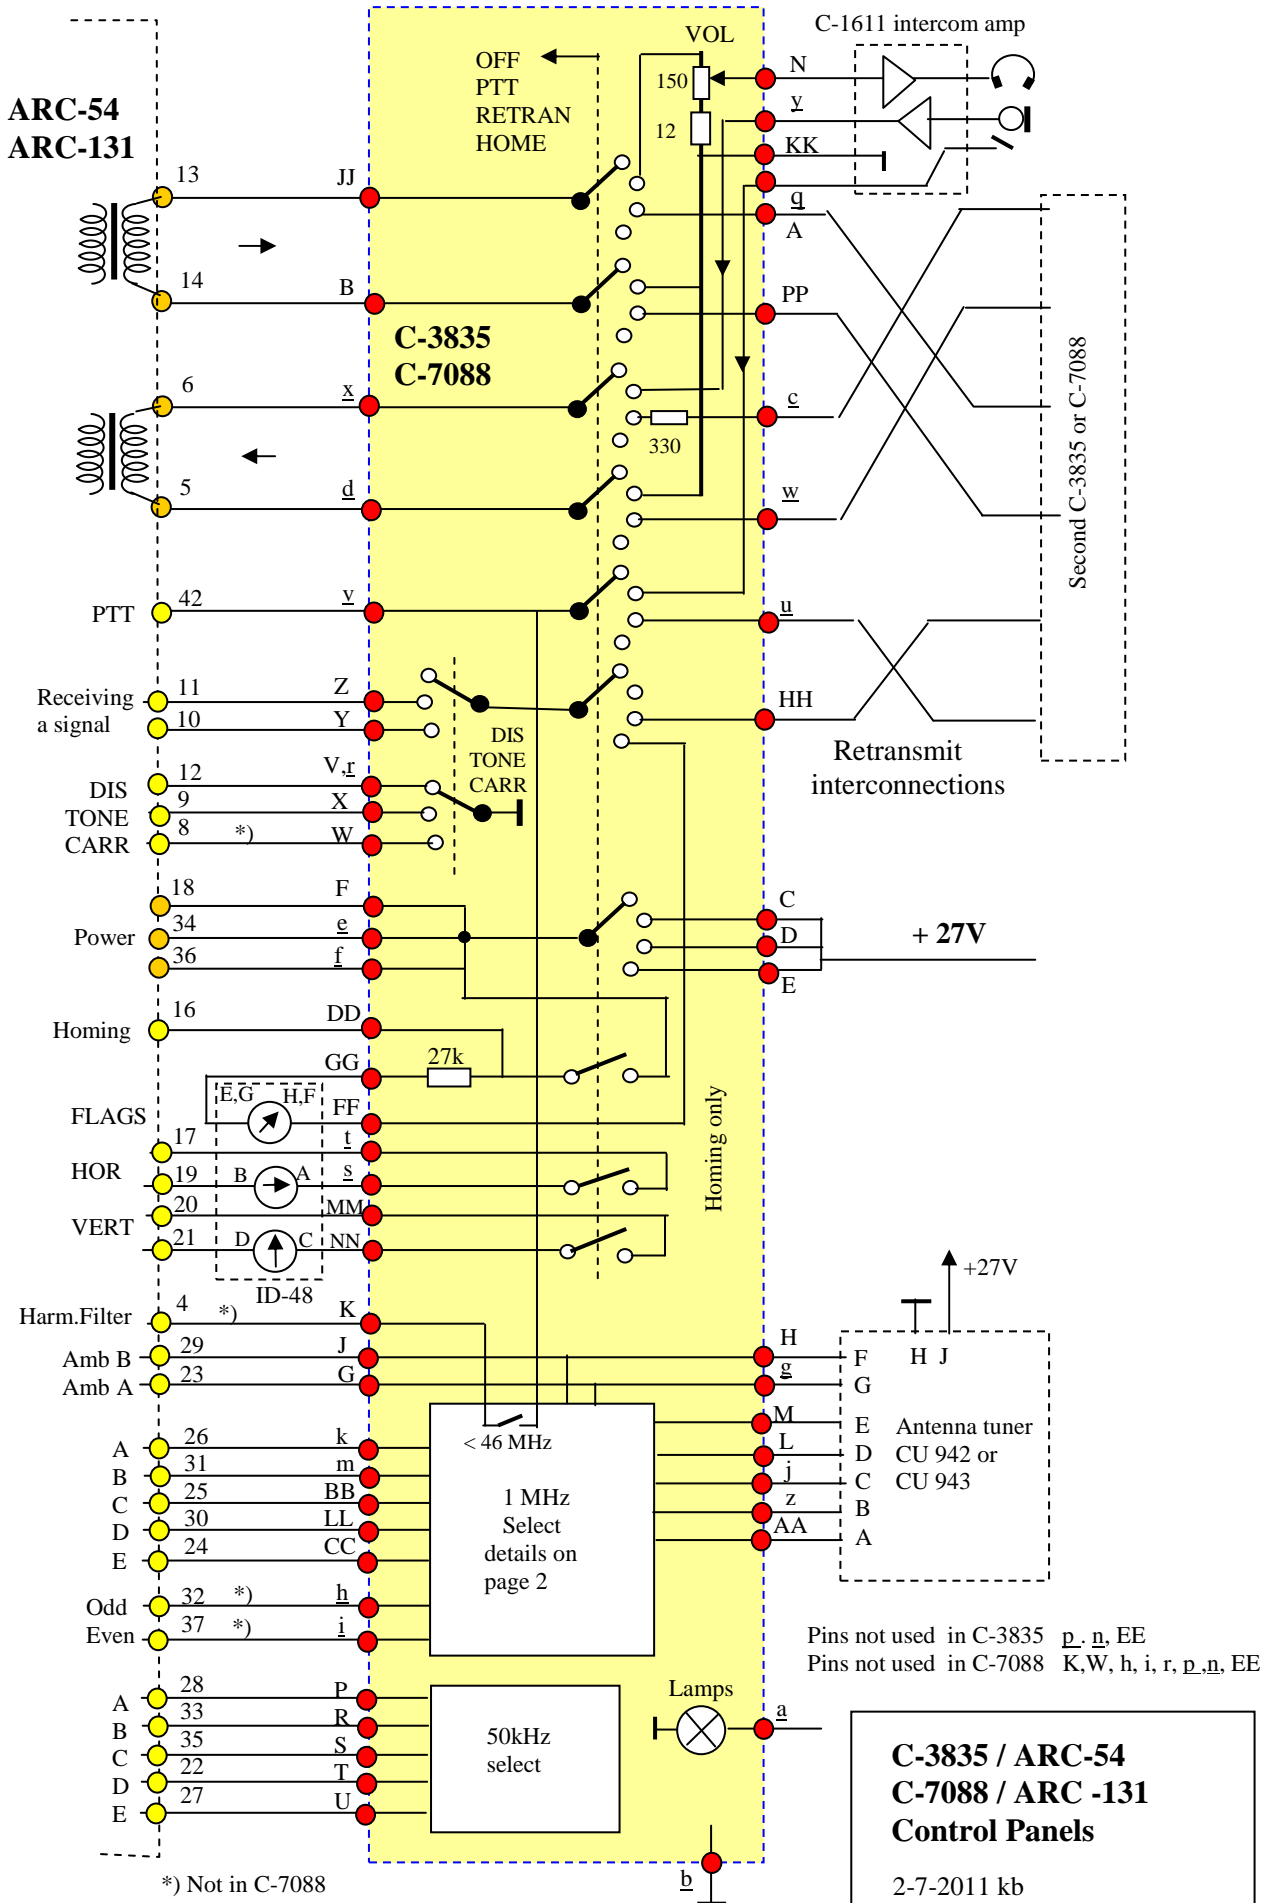 C-1611 intercom amp
VOL
OFF
PTT
RETRAN
HOME
150
12
N
y
KK
q
A
ARC-54
ARC-131
13
JJ
14
B
PP
C-3835
C-7088
6
x
c
330
5
d
w
Second C-3835 or C-7088
PTT
42
v
u
Receiving
a signal
11
Z
10
Y
HH
DIS
TONE
CARR
Retransmit
interconnections
DIS
TONE
CARR
12
V,r
9
X
8
*)
W
Power
18
F
34
e
36
f
C
D
E
+ 27V
Homing
16
DD
GG
27k
FLAGS
E,G
H,F
FF
17
t
HOR
19
B
A
s
20
MM
VERT
21
D
C
NN
ID-48
Homing only
+27V
Harm.Filter
4
*)
K
Amb B
29
J
H
F
H J
Amb A
23
G
g
G
< 46 MHz
M
E
L
D
j
C
z
B
AA
A
Antenna tuner
CU 942 or
CU 943
A
26
k
B
31
m
C
25
BB
D
30
LL
E
24
CC
1 MHz
Select
details on
page 2
Odd
32
*)
h
Even
37
*)
i
Pins not used in C-3835 p . n, EE
Pins not used in C-7088 K,W, h, i, r, p ,n, EE
A
28
P
B
33
R
C
35
S
D
22
T
E
27
U
50kHz
select
Lamps
a
b
*) Not in C-7088
C-3835 / ARC-54
C-7088 / ARC -131
Control Panels
2-7-2011 kb